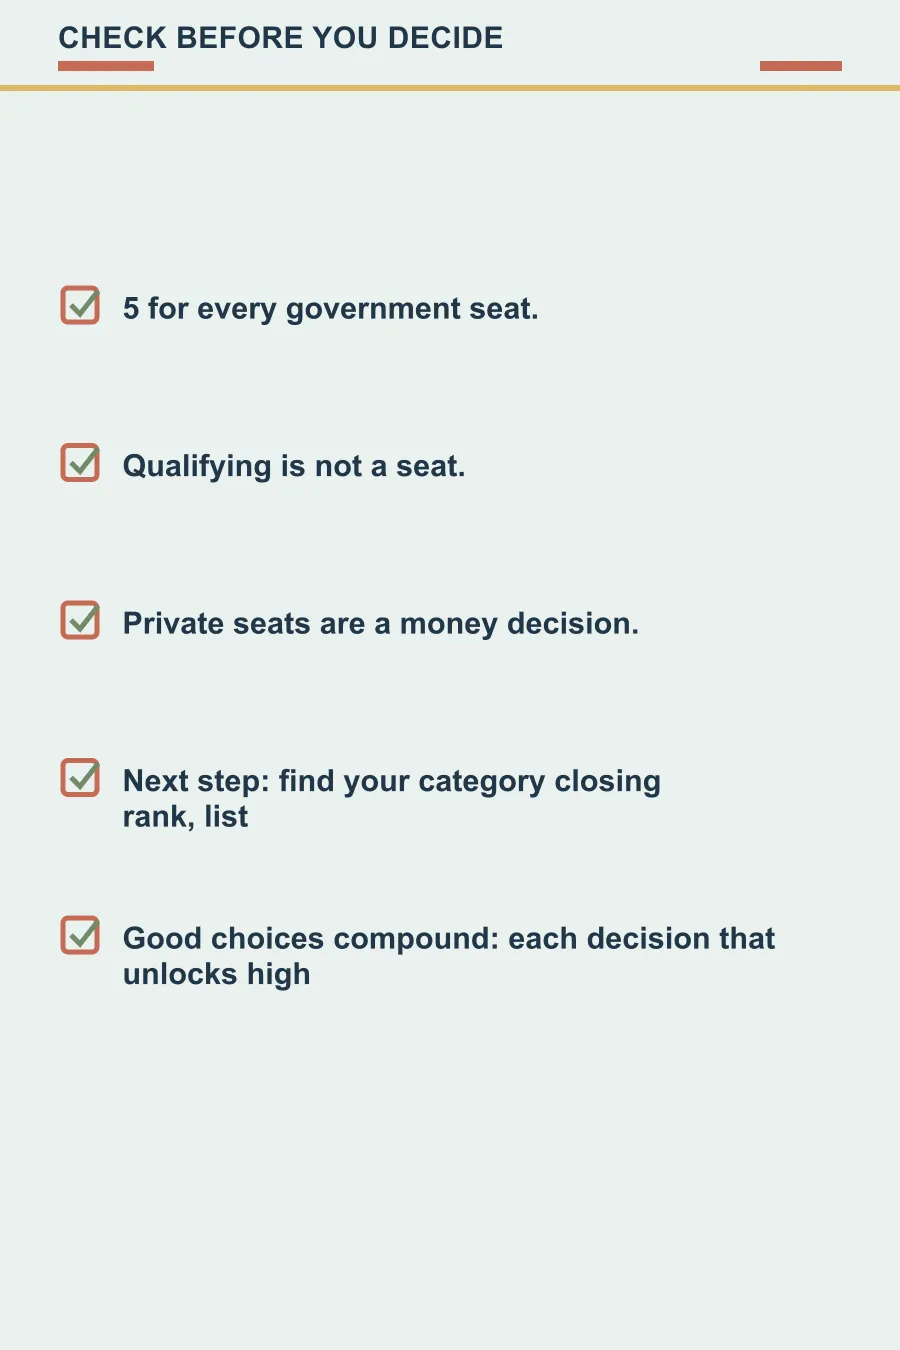 CHECK BEFORE YOU DECIDE
5 for every government seat.
Qualifying is not a seat.
Private seats are a money decision.
Next step: find your category closing
rank, list
Good choices compound: each decision that
unlocks high